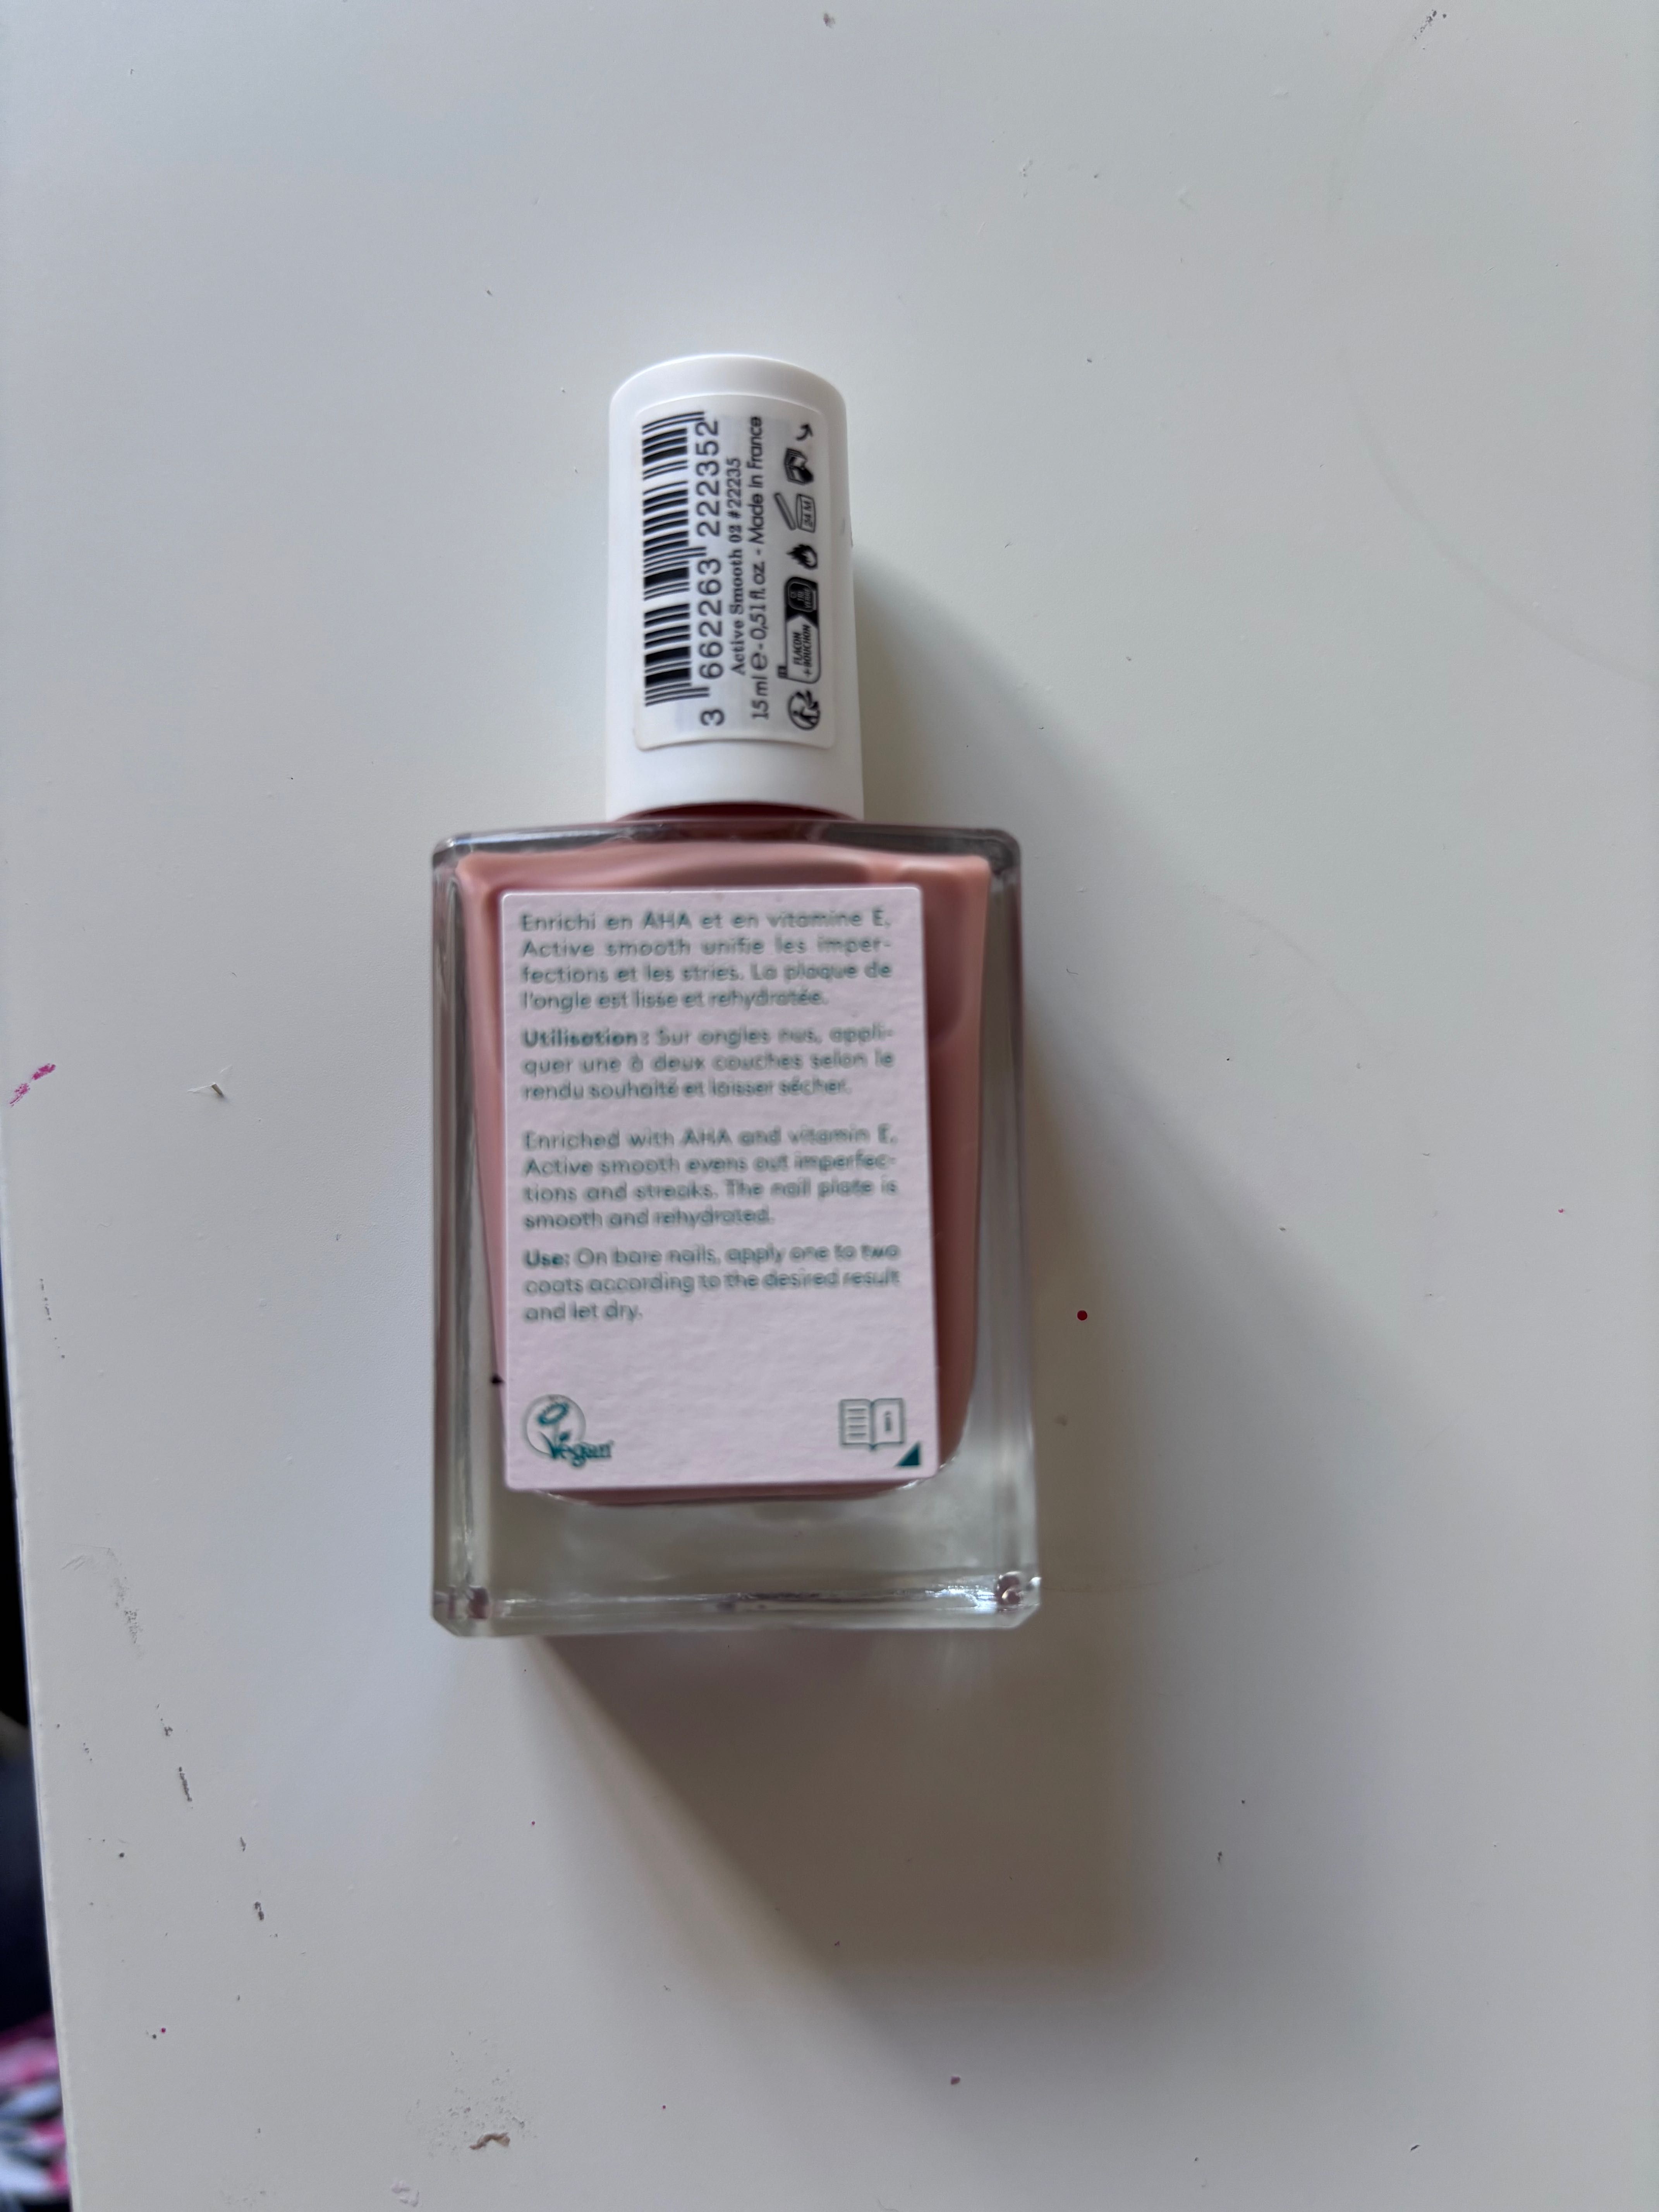 3 662263 222352
Active Smooth 02 #22235
15 ml e - 0,51 fl. oz. - Made in France
FLACON
+ BOUCHON
24 M
Enrichi en AHA et en vitamine E,
Active smooth unifie les imper-
fections et les stries. La plaque de
l'ongle est lisse et rehydratée.
Utilisation : Sur ongles nus, appli-
quer une à deux couches selon le
rendu souhaité et laisser sécher.
Enriched with AHA and vitamin E,
Active smooth evens out imperfec-
tions and streaks. The nail plate is
smooth and rehydrated.
Use: On bare nails, apply one to two
coats according to the desired result
and let dry.
Vegan